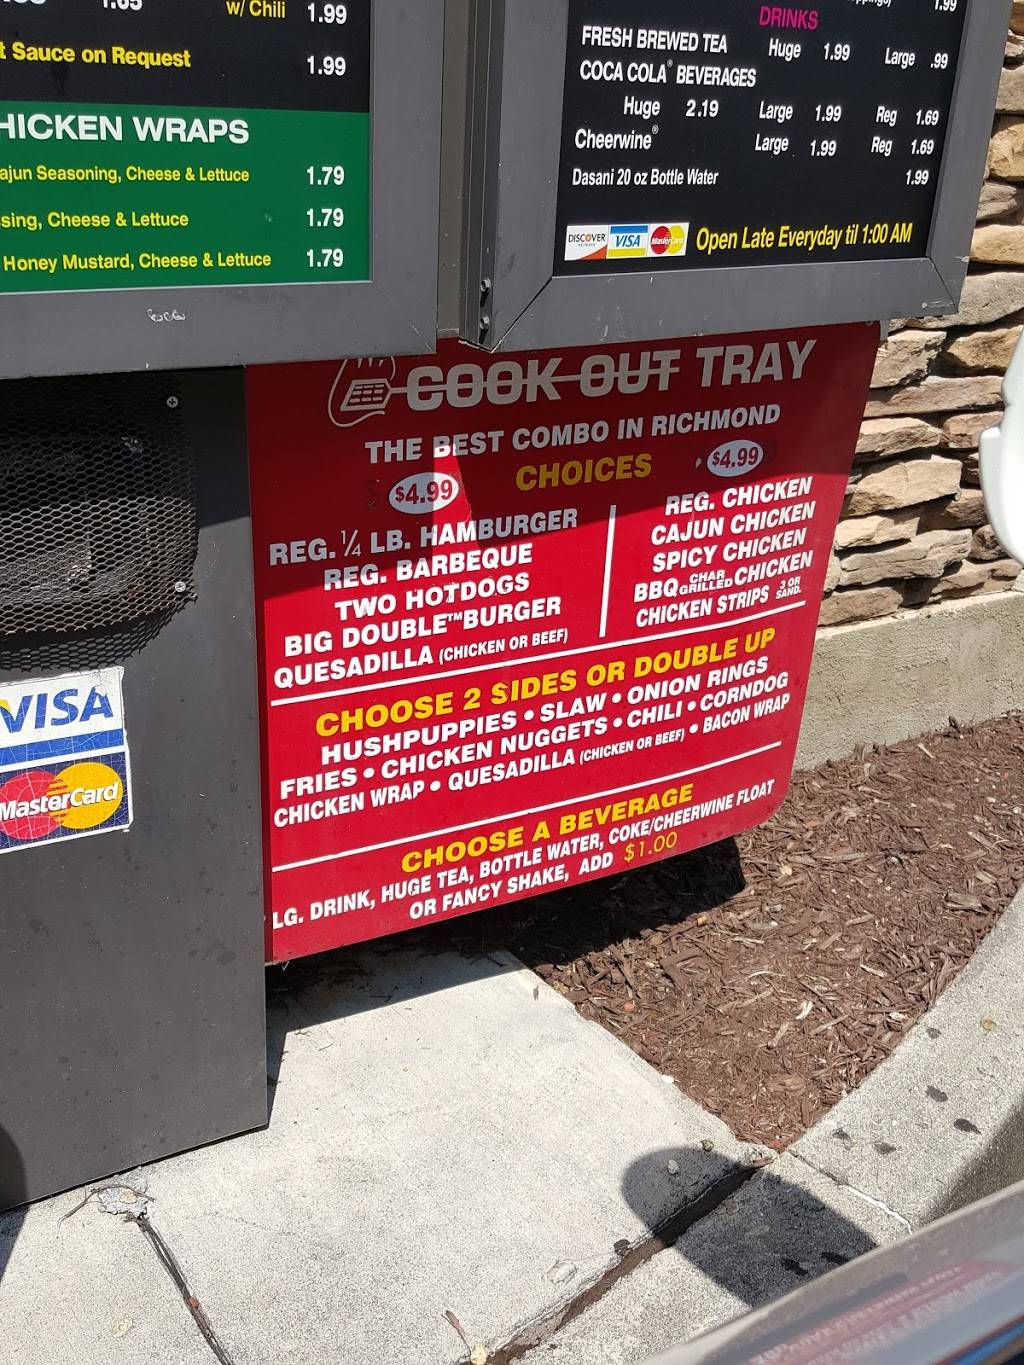 1.65
w/ Chili 1.99
t Sauce on Request 1.99
HICKEN WRAPS
ajun Seasoning, Cheese & Lettuce 1.79
sing, Cheese & Lettuce 1.79
Honey Mustard, Cheese & Lettuce 1.79
1.99
DRINKS
FRESH BREWED TEA Huge 1.99 Large .99
COCA COLA® BEVERAGES
Huge 2.19 Large 1.99 Reg 1.69
Cheerwine® Large 1.99 Reg 1.69
Dasani 20 oz Bottle Water 1.99
DISCOVER NETWORK VISA MasterCard Open Late Everyday til 1:00 AM
COOK OUT TRAY
THE BEST COMBO IN RICHMOND
CHOICES
$4.99
REG. ¼ LB. HAMBURGER
REG. BARBEQUE
TWO HOTDOGS
BIG DOUBLE™BURGER
QUESADILLA (CHICKEN OR BEEF)
$4.99
REG. CHICKEN
CAJUN CHICKEN
SPICY CHICKEN
BBQ CHAR GRILLED CHICKEN
CHICKEN STRIPS 3 OR SAND.
CHOOSE 2 SIDES OR DOUBLE UP
HUSHPUPPIES • SLAW • ONION RINGS
FRIES • CHICKEN NUGGETS • CHILI • CORNDOG
CHICKEN WRAP • QUESADILLA (CHICKEN OR BEEF) • BACON WRAP
CHOOSE A BEVERAGE
LG. DRINK, HUGE TEA, BOTTLE WATER, COKE/CHEERWINE FLOAT
OR FANCY SHAKE, ADD $1.00
VISA
MasterCard